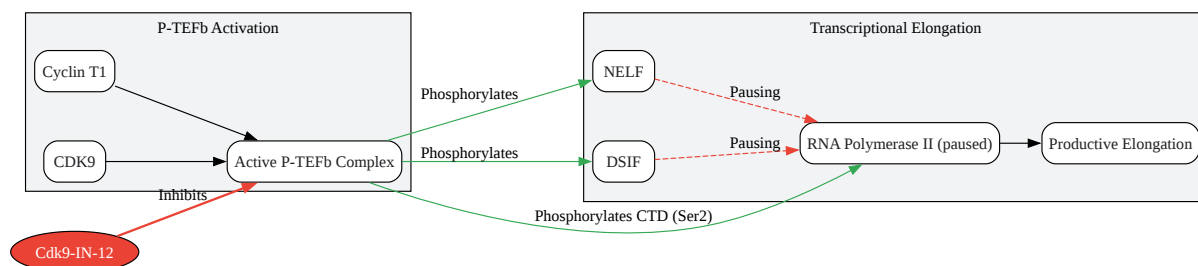 P-TEFb Activation
Transcriptional Elongation
Cyclin T1
NELF
Phosphorylates
Pausing
CDK9
Active P-TEFb Complex
Phosphorylates
DSIF
Pausing
RNA Polymerase II (paused)
Productive Elongation
Inhibits
Phosphorylates CTD (Ser2)
Cdk9-IN-12